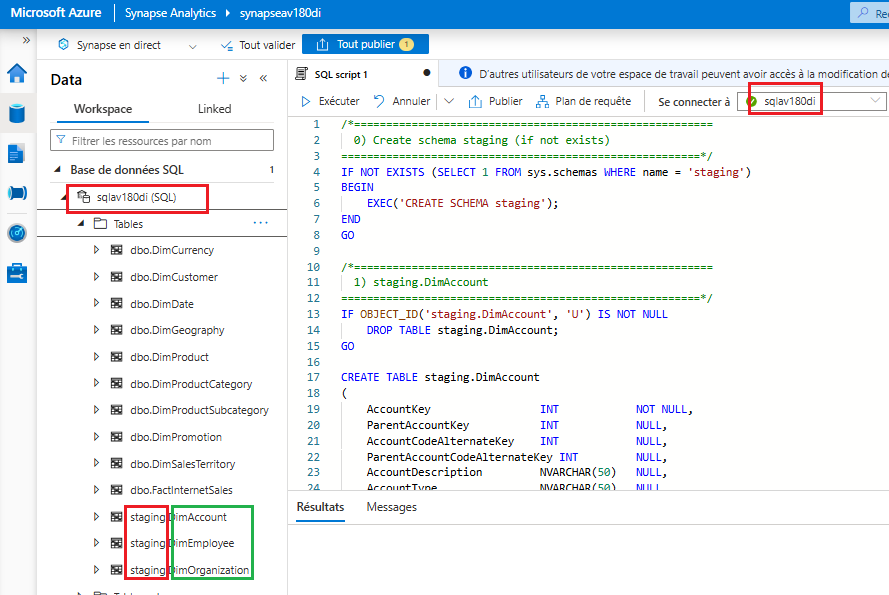 Microsoft Azure | Synapse Analytics ▸ synapseav180di
Synapse en direct Tout valider Tout publier 1
Data
Workspace Linked
Filtrer les ressources par nom
Base de données SQL 1
sqlav180di (SQL)
Tables ...
dbo.DimCurrency
dbo.DimCustomer
dbo.DimDate
dbo.DimGeography
dbo.DimProduct
dbo.DimProductCategory
dbo.DimProductSubcategory
dbo.DimPromotion
dbo.DimSalesTerritory
dbo.FactInternetSales
staging.DimAccount
staging.DimEmployee
staging.DimOrganization
SQL script 1
D'autres utilisateurs de votre espace de travail peuvent avoir accès à la modification de
Exécuter Annuler Publier Plan de requête Se connecter à sqlav180di
1 /*========================================================
2 0) Create schema staging (if not exists)
3 ========================================================*/
4 IF NOT EXISTS (SELECT 1 FROM sys.schemas WHERE name = 'staging')
5 BEGIN
6 EXEC('CREATE SCHEMA staging');
7 END
8 GO
9
10 /*========================================================
11 1) staging.DimAccount
12 ========================================================*/
13 IF OBJECT_ID('staging.DimAccount', 'U') IS NOT NULL
14 DROP TABLE staging.DimAccount;
15 GO
16
17 CREATE TABLE staging.DimAccount
18 (
19 AccountKey INT NOT NULL,
20 ParentAccountKey INT NULL,
21 AccountCodeAlternateKey INT NULL,
22 ParentAccountCodeAlternateKey INT NULL,
23 AccountDescription NVARCHAR(50) NULL,
24 AccountType NVARCHAR(50) NULL
Résultats Messages